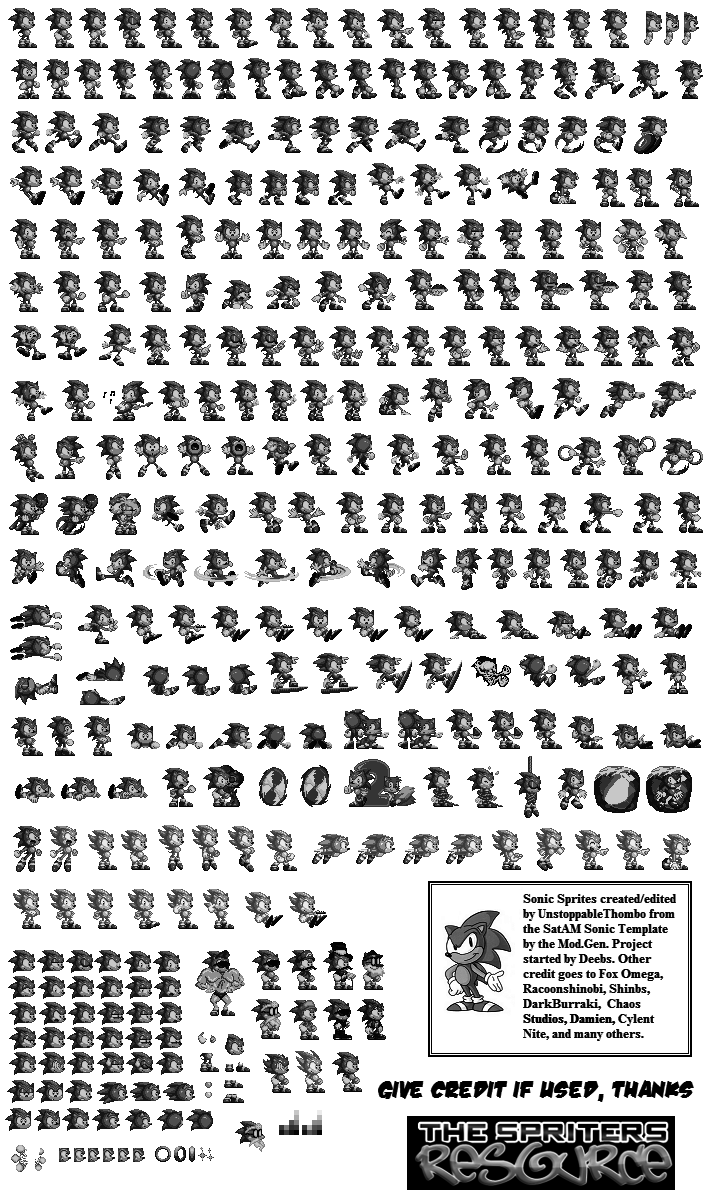 2
Sonic Sprites created/edited
by UnstoppableThombo from
the SatAM Sonic Template
by the Mod.Gen. Project
started by Deebs. Other
credit goes to Fox Omega,
Racoonshinobi, Shinbs,
DarkBurraki, Chaos
Studios, Damien, Cylent
Nite, and many others.
GIVE CREDIT IF USED, THANKS
THE SPRITERS
RESOURCE